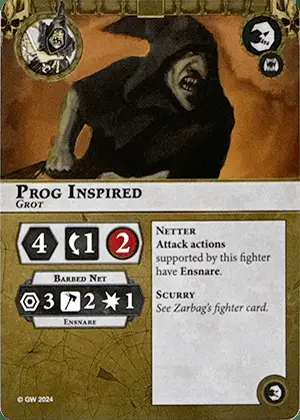 PROG INSPIRED
GROT
4 1 2
BARBED NET
3 2 1
ENSNARE
NETTER
Attack actions
supported by this fighter
have Ensnare.
SCURRY
See Zarbag's fighter card.
© GW 2024